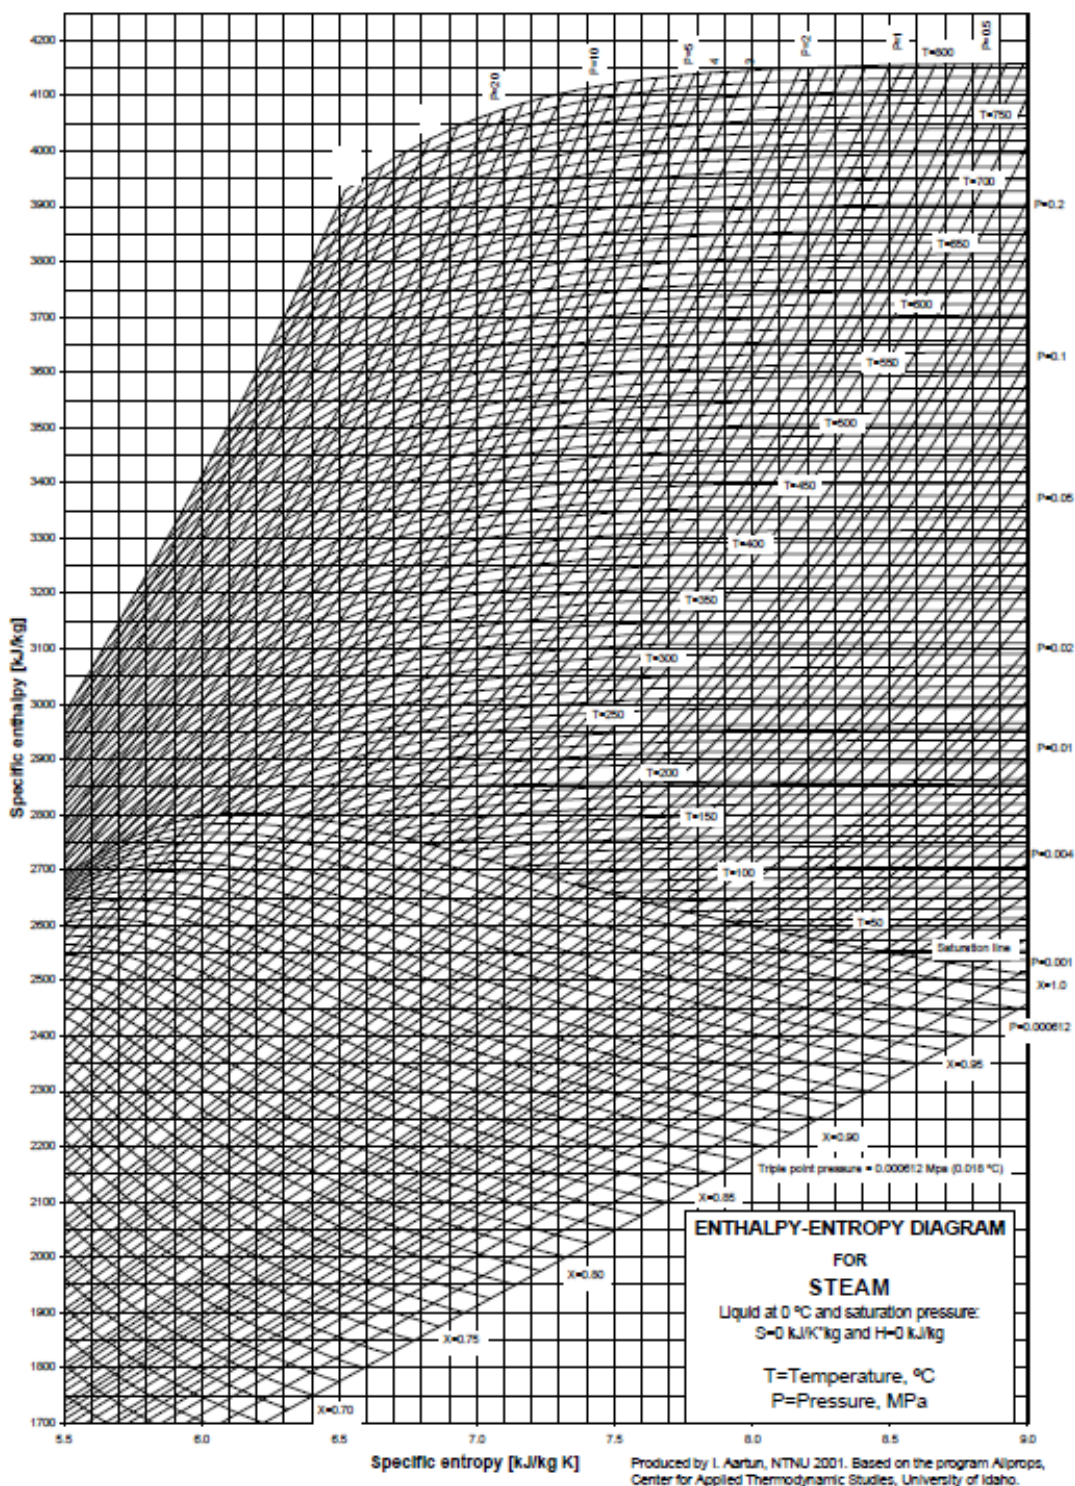 P=20
P=10
P=5
4
3
P=2
P=1
P=0.5
T=800
T=750
T=700
T=650
T=600
T=550
T=500
T=450
T=400
T=350
T=300
T=250
T=200
T=150
T=100
T=50
Saturation line
P=0.2
P=0.1
P=0.05
P=0.02
P=0.01
P=0.004
P=0.001
X=1.0
P=0.000612
X=0.95
X=0.90
X=0.85
X=0.80
X=0.75
X=0.70
4200
4100
4000
3900
3800
3700
3600
3500
3400
3300
3200
3100
3000
2900
2800
2700
2600
2500
2400
2300
2200
2100
2000
1900
1800
1700
Specific enthalpy [kJ/kg]
Triple point pressure = 0.000612 Mpa (0.018 ºC)
ENTHALPY-ENTROPY DIAGRAM
FOR
STEAM
Liquid at 0 ºC and saturation pressure:
S=0 kJ/K*kg and H=0 kJ/kg
T=Temperature, ºC
P=Pressure, MPa
5.5 6.0 6.5 7.0 7.5 8.0 8.5 9.0
Specific entropy [kJ/kg K]
Produced by I. Aartun, NTNU 2001. Based on the program Allprops,
Center for Applied Thermodynamic Studies, University of Idaho.